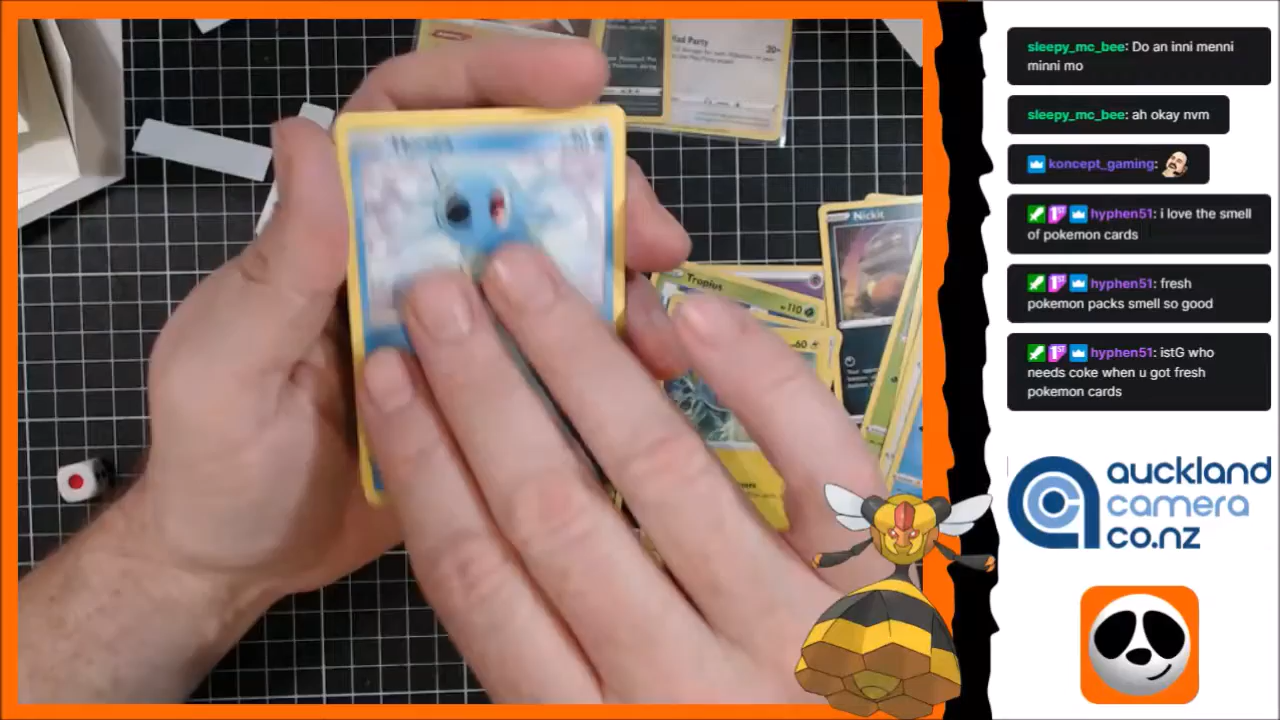 Mad Party
20+
Nickit
Tropius
110
60
sleepy_mc_bee: Do an inni menni
minni mo
sleepy_mc_bee: ah okay nvm
koncept_gaming:
hyphen51: i love the smell
of pokemon cards
hyphen51: fresh
pokemon packs smell so good
hyphen51: istG who
needs coke when u got fresh
pokemon cards
auckland
camera
co.nz